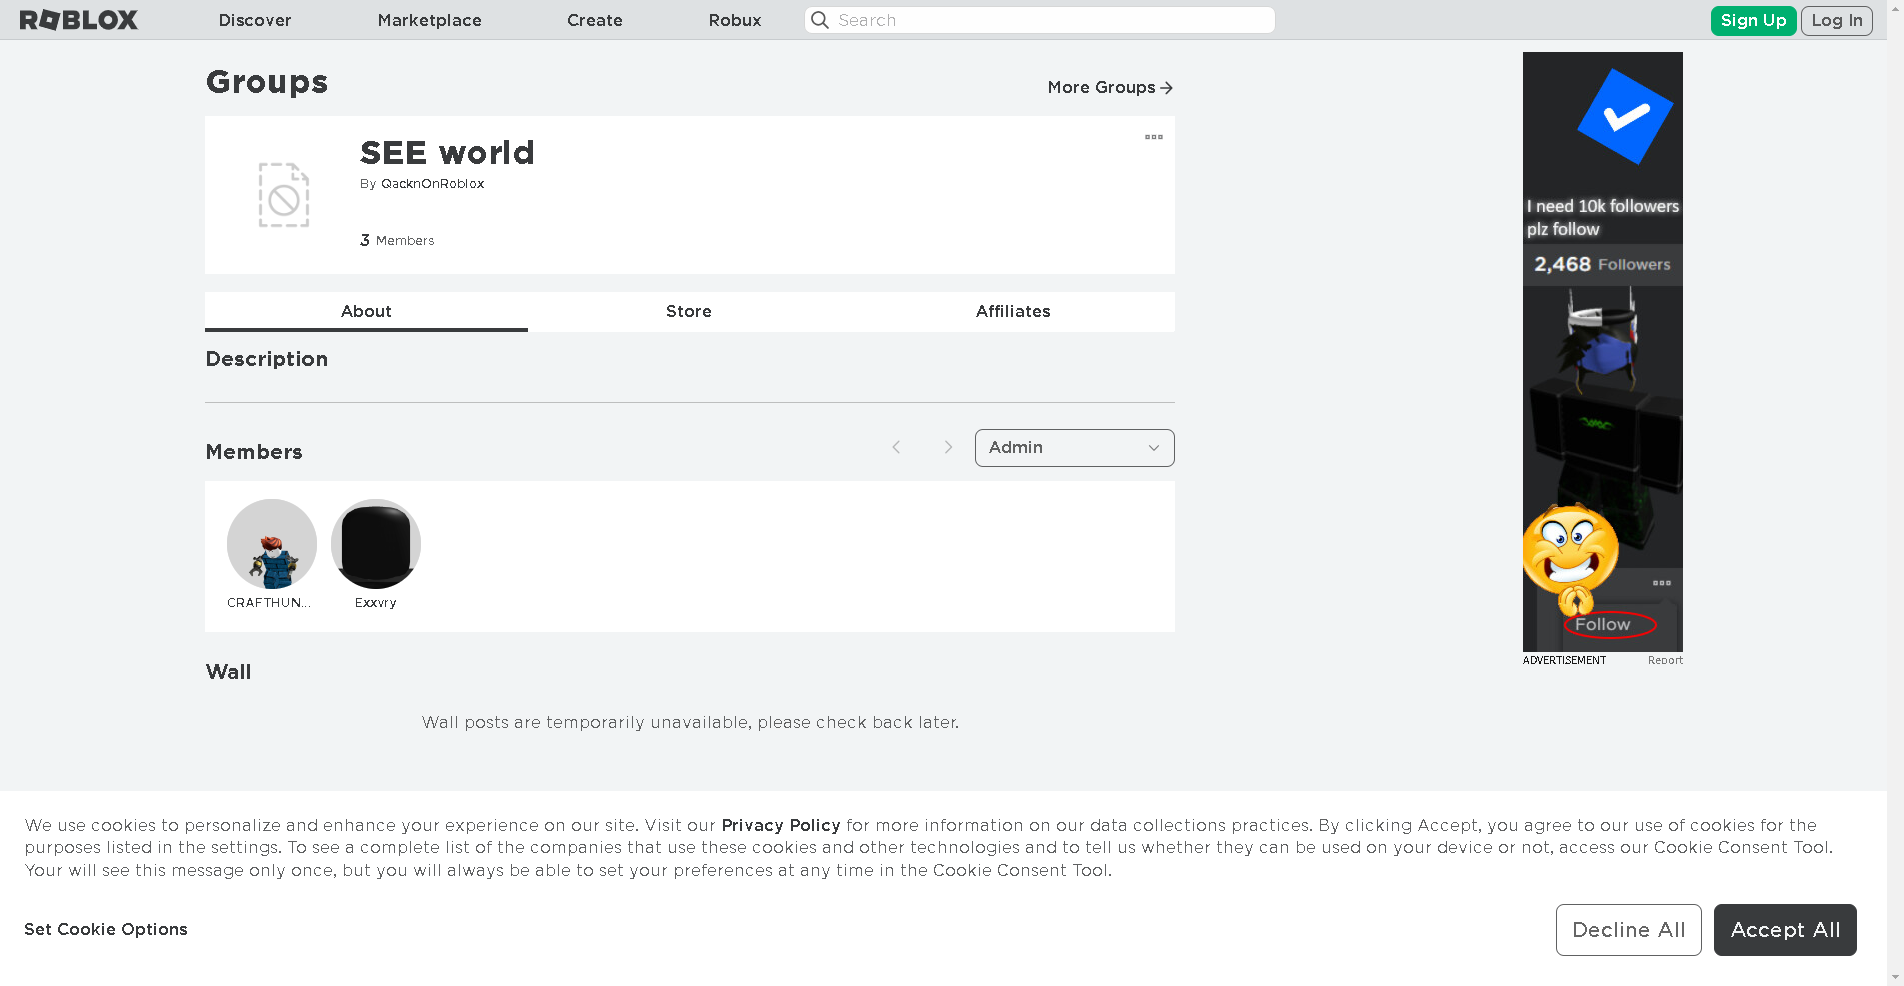 ROBLOX
Discover
Marketplace
Create
Robux
Search
Sign Up
Log In
Groups
More Groups
SEE world
By QacknOnRoblox
3 Members
About
Store
Affiliates
Description
Members
Admin
CRAFTHUN...
Exxvry
Wall
Wall posts are temporarily unavailable, please check back later.
I need 10k followers
plz follow
2,468 Followers
Follow
ADVERTISEMENT
Report
We use cookies to personalize and enhance your experience on our site. Visit our Privacy Policy for more information on our data collections practices. By clicking Accept, you agree to our use of cookies for the
purposes listed in the settings. To see a complete list of the companies that use these cookies and other technologies and to tell us whether they can be used on your device or not, access our Cookie Consent Tool.
Your will see this message only once, but you will always be able to set your preferences at any time in the Cookie Consent Tool.
Set Cookie Options
Decline All
Accept All